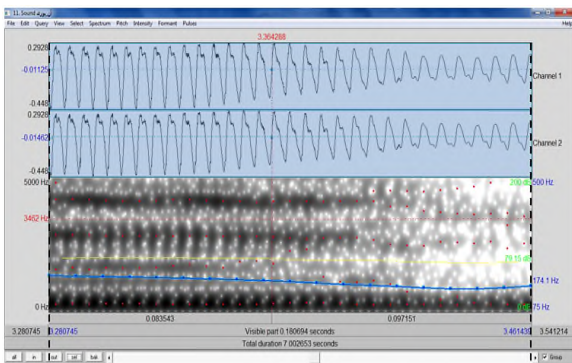 11. Sound
File Edit Query View Select Spectrum Pitch Intensity Formant Pulses Help
3.364288
0.2928
-0.01125
-0.448
Channel 1
0.2928
-0.01462
-0.448
Channel 2
5000 Hz 200 dB 500 Hz
3462 Hz
79.15 dB
174.1 Hz
0 Hz 0 dB 75 Hz
0.083543 0.097151
3.280745 3.280745 Visible part 0.180694 seconds 3.461439 3.541214
Total duration 7.002653 seconds
all in out sel bak Group